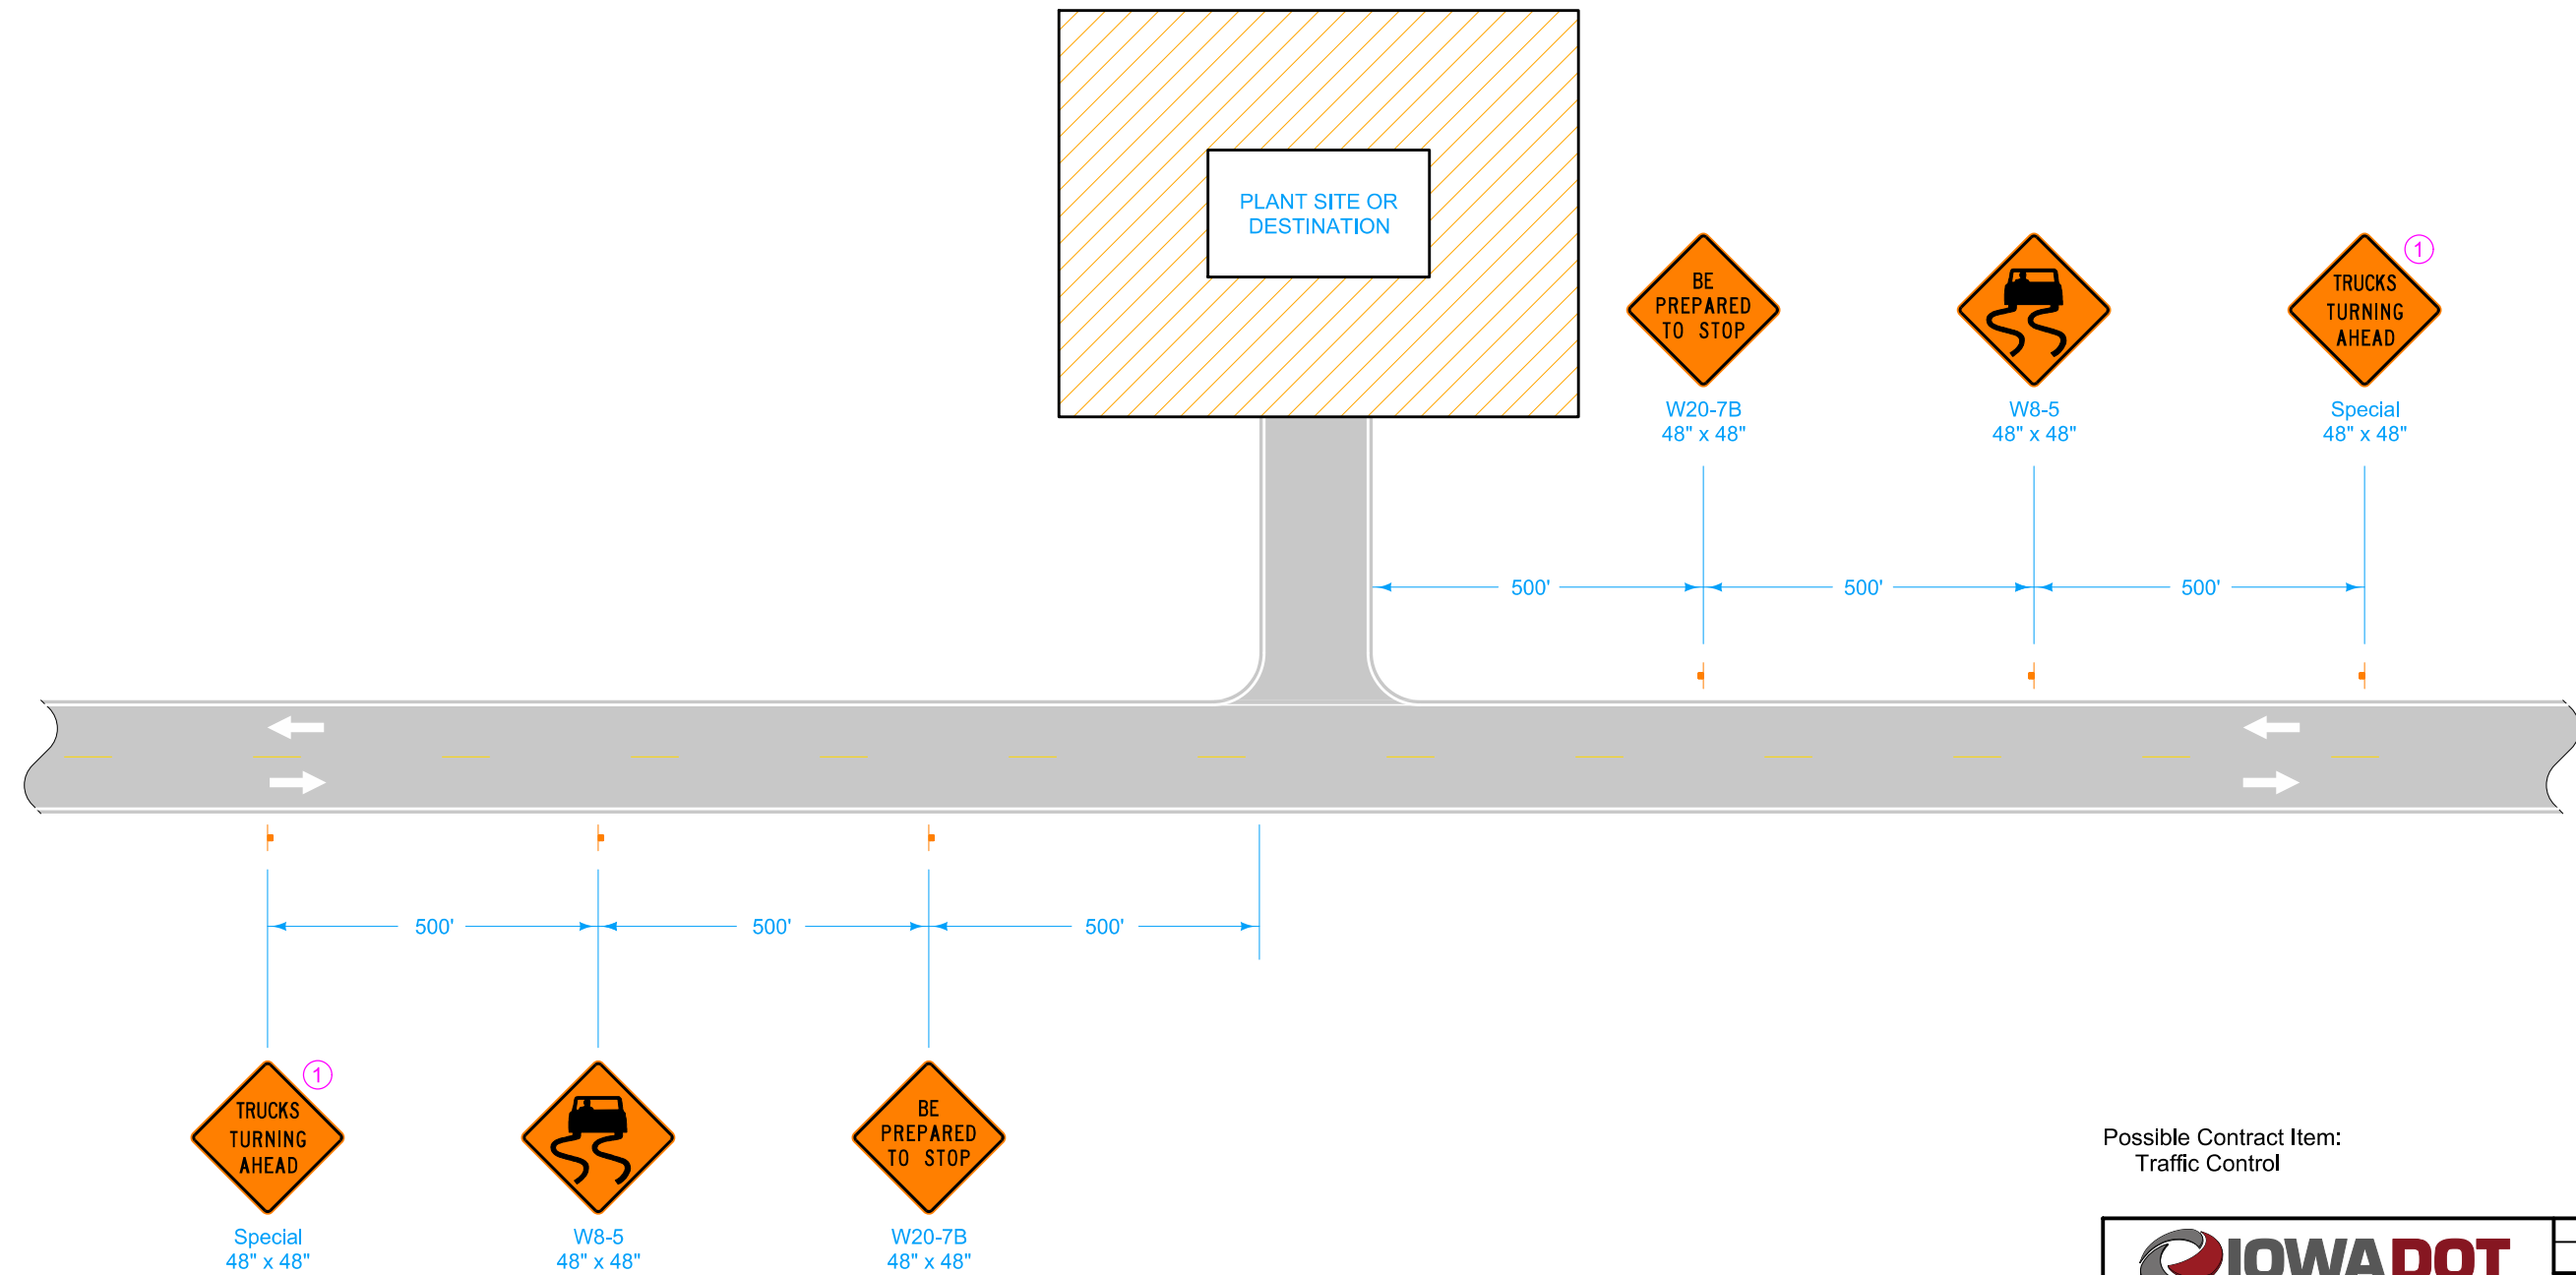 PLANT SITE OR
DESTINATION
BE
PREPARED
TO STOP
W20-7B
48" x 48"
W8-5
48" x 48"
1
TRUCKS
TURNING
AHEAD
Special
48" x 48"
500'
500'
500'
500'
500'
500'
1
TRUCKS
TURNING
AHEAD
Special
48" x 48"
W8-5
48" x 48"
BE
PREPARED
TO STOP
W20-7B
48" x 48"
Possible Contract Item:
Traffic Control
IOWADOT